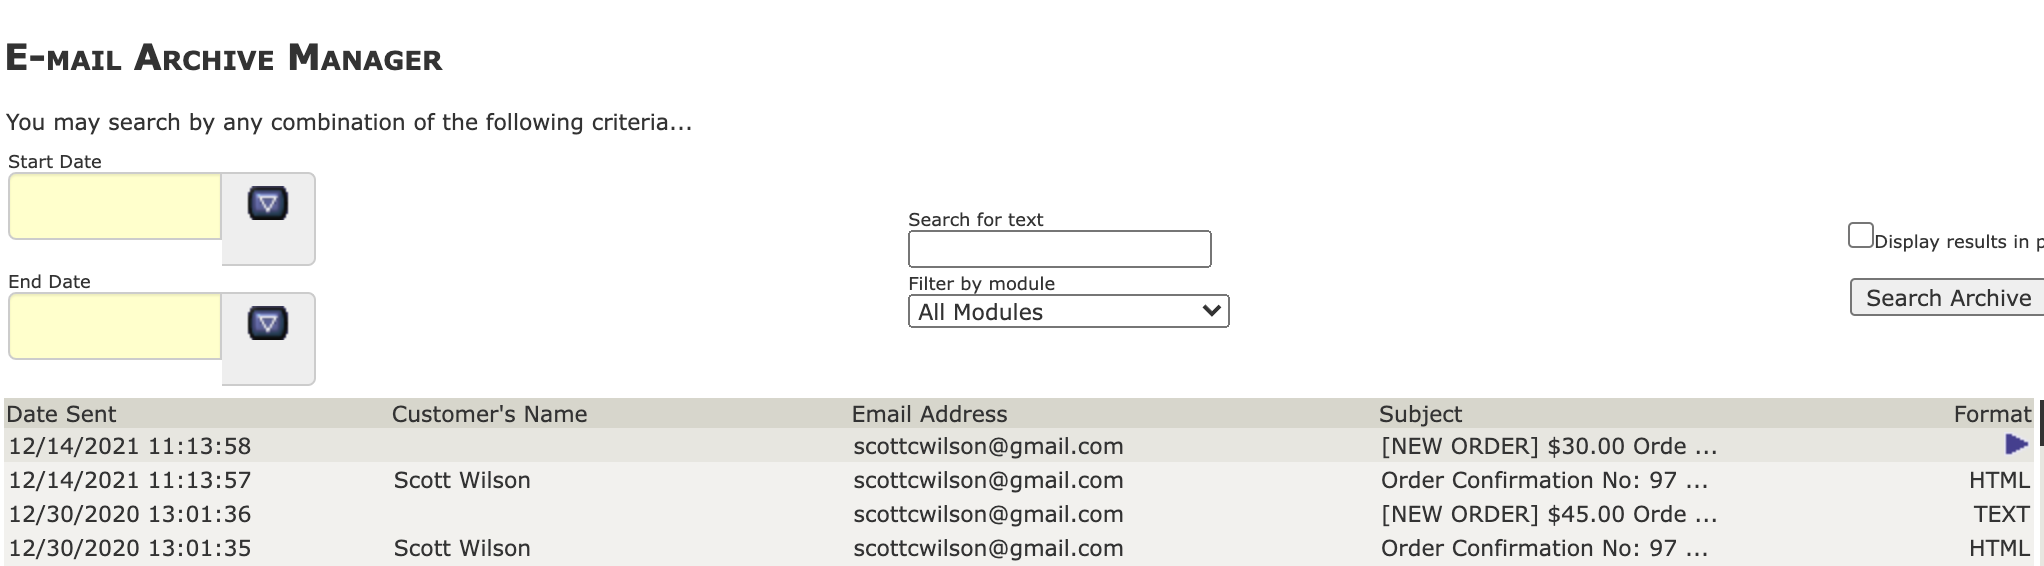 E-mail Archive Manager
You may search by any combination of the following criteria...
Start Date
Search for text
Display results in
End Date
Filter by module
All Modules
Search Archive
Date Sent Customer's Name Email Address Subject Format
12/14/2021 11:13:58 scottcwilson@gmail.com [NEW ORDER] $30.00 Orde ...
12/14/2021 11:13:57 Scott Wilson scottcwilson@gmail.com Order Confirmation No: 97 ... HTML
12/30/2020 13:01:36 scottcwilson@gmail.com [NEW ORDER] $45.00 Orde ... TEXT
12/30/2020 13:01:35 Scott Wilson scottcwilson@gmail.com Order Confirmation No: 97 ... HTML